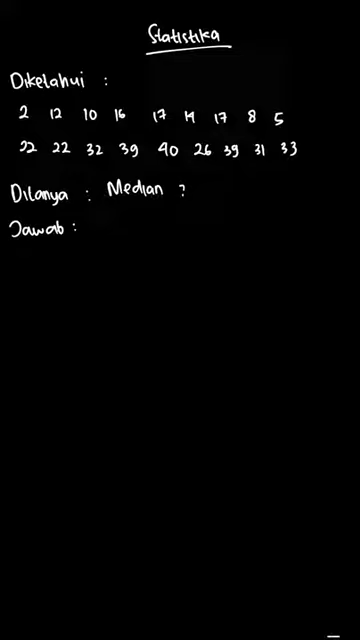 Statistika
Diketahui :
2 12 10 16 17 14 17 8 5
22 22 32 39 40 26 39 31 33
Ditanya : Median ?
Jawab :